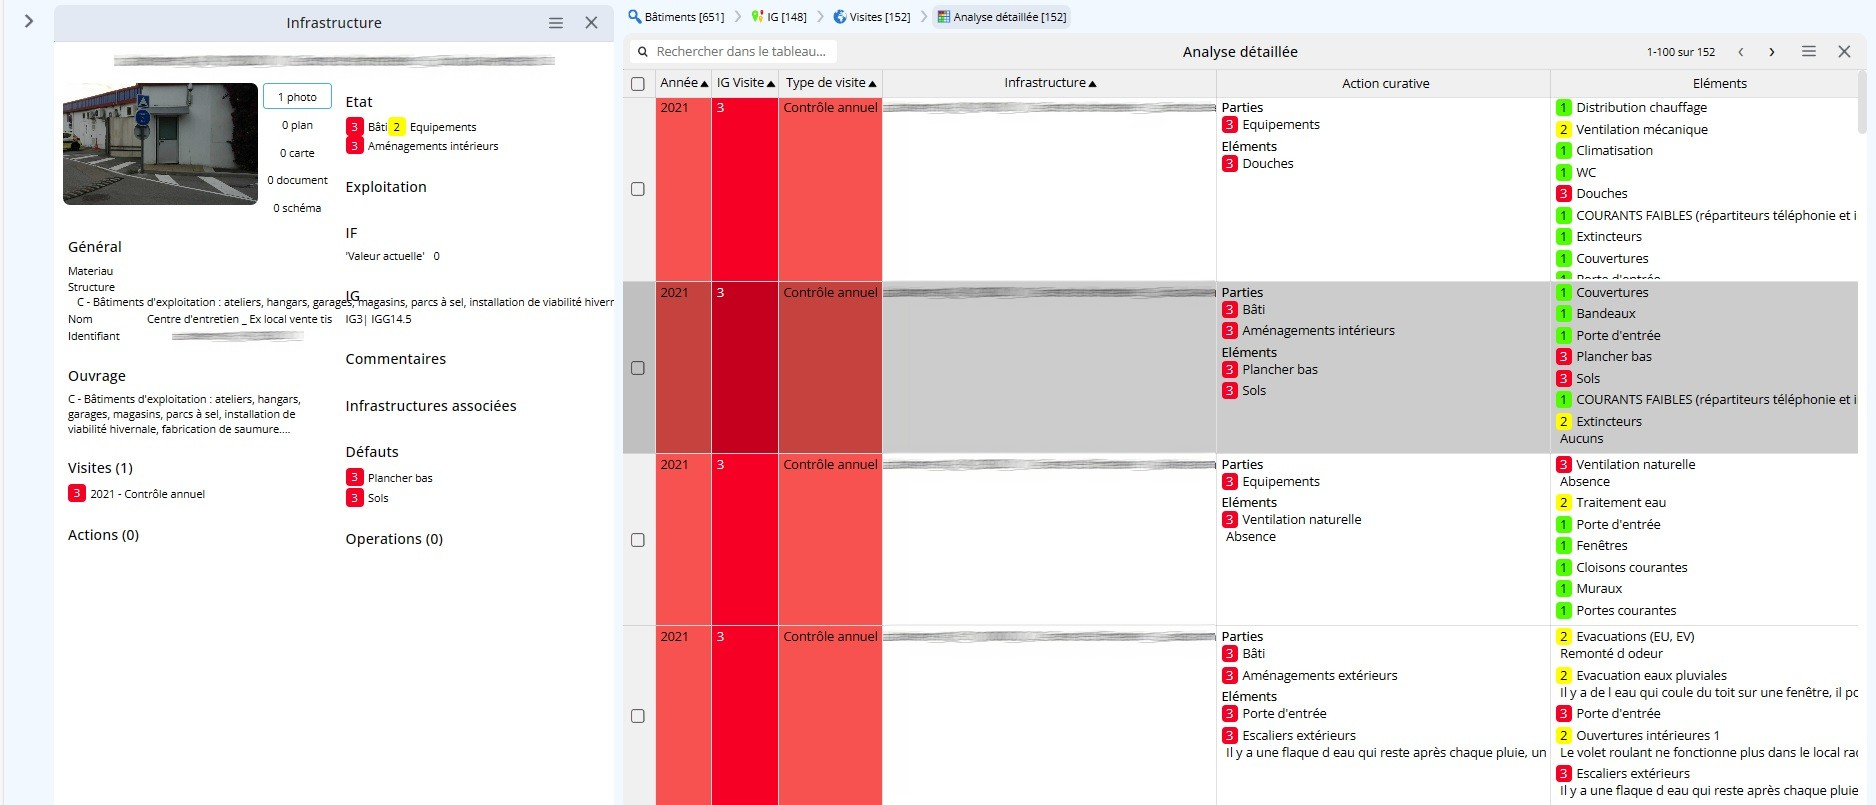 Infrastructure
1 photo
0 plan
0 carte
0 document
0 schéma
Etat
3 Bâti 2 Equipements
3 Aménagements intérieurs
Exploitation
IF
'Valeur actuelle' 0
IG
IG3| IGG14.5
Commentaires
Infrastructures associées
Défauts
3 Plancher bas
3 Sols
Operations (0)
Général
Materiau
Structure
C - Bâtiments d'exploitation : ateliers, hangars, garages, magasins, parcs à sel, installation de viabilité hiverr
Nom Centre d'entretien _ Ex local vente tis
Identifiant
Ouvrage
C - Bâtiments d'exploitation : ateliers, hangars,
garages, magasins, parcs à sel, installation de
viabilité hivernale, fabrication de saumure....
Visites (1)
3 2021 - Contrôle annuel
Actions (0)
Bâtiments [651] IG [148] Visites [152] Analyse détaillée [152]
Rechercher dans le tableau... Analyse détaillée 1-100 sur 152
Année IG Visite Type de visite Infrastructure Action curative Eléments
2021 3 Contrôle annuel
Parties
3 Equipements
Eléments
3 Douches
1 Distribution chauffage
2 Ventilation mécanique
1 Climatisation
1 WC
3 Douches
1 COURANTS FAIBLES (répartiteurs téléphonie et i
1 Extincteurs
1 Couvertures
1 Porte d'entrée
2021 3 Contrôle annuel
Parties
3 Bâti
3 Aménagements intérieurs
Eléments
3 Plancher bas
3 Sols
1 Couvertures
1 Bandeaux
1 Porte d'entrée
3 Plancher bas
3 Sols
1 COURANTS FAIBLES (répartiteurs téléphonie et i
2 Extincteurs
Aucuns
2021 3 Contrôle annuel
Parties
3 Equipements
Eléments
3 Ventilation naturelle
Absence
3 Ventilation naturelle
Absence
2 Traitement eau
1 Porte d'entrée
1 Fenêtres
1 Cloisons courantes
1 Muraux
1 Portes courantes
2021 3 Contrôle annuel
Parties
3 Bâti
3 Aménagements extérieurs
Eléments
3 Porte d'entrée
3 Escaliers extérieurs
Il y a une flaque d eau qui reste après chaque pluie, un
2 Evacuations (EU, EV)
Remonté d odeur
2 Evacuation eaux pluviales
Il y a de l eau qui coule du toit sur une fenêtre, il po
3 Porte d'entrée
2 Ouvertures intérieures 1
Le volet roulant ne fonctionne plus dans le local rac
3 Escaliers extérieurs
Il y a une flaque d eau qui reste après chaque pluie